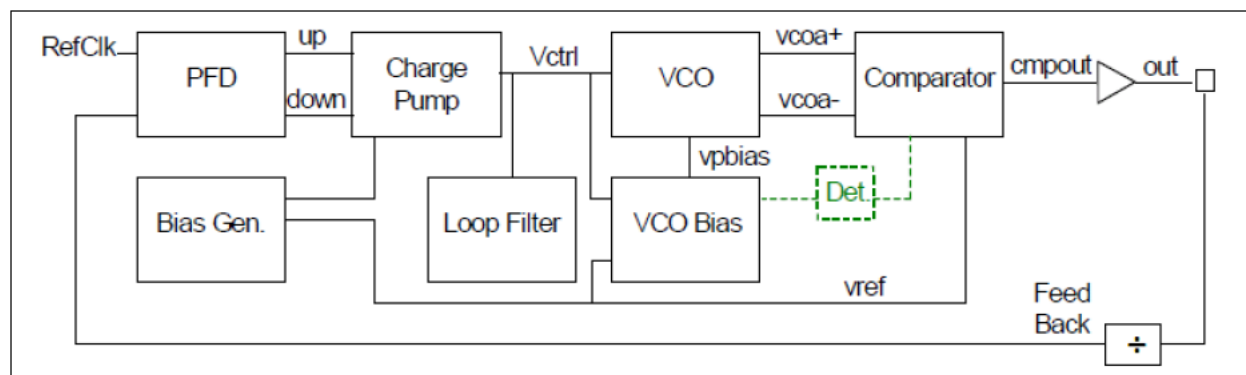 RefClk
PFD
up
down
Charge
Pump
Vctrl
VCO
vcoa+
vcoa-
Comparator
cmpout
out
vpbias
Bias Gen.
Loop Filter
VCO Bias
Det.
vref
Feed
Back
÷